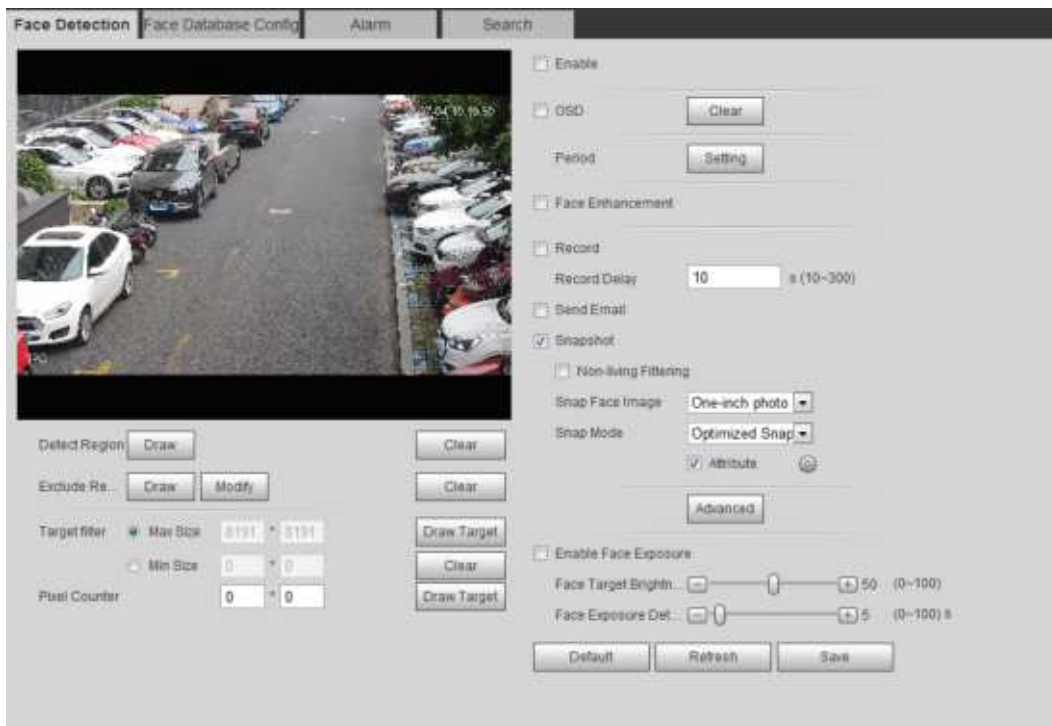 Face Detection Face Database Config Alarm Search
Enable
OSD Clear
Period Setting
Face Enhancement
Record
Record Delay 10 s (10~300)
Send Email
Snapshot
Non-living Filtering
Snap Face Image One-inch photo
Snap Mode Optimized Snap
Attribute
Advanced
Enable Face Exposure
Face Target Brightn... 50 (0~100)
Face Exposure Det... 5 (0~100) s
Default Refresh Save
Detect Region Draw Clear
Exclude Re... Draw Modify Clear
Target filter Max Size 8191 * 8191 Draw Target
Min Size 0 * 0 Clear
Pixel Counter 0 * 0 Draw Target